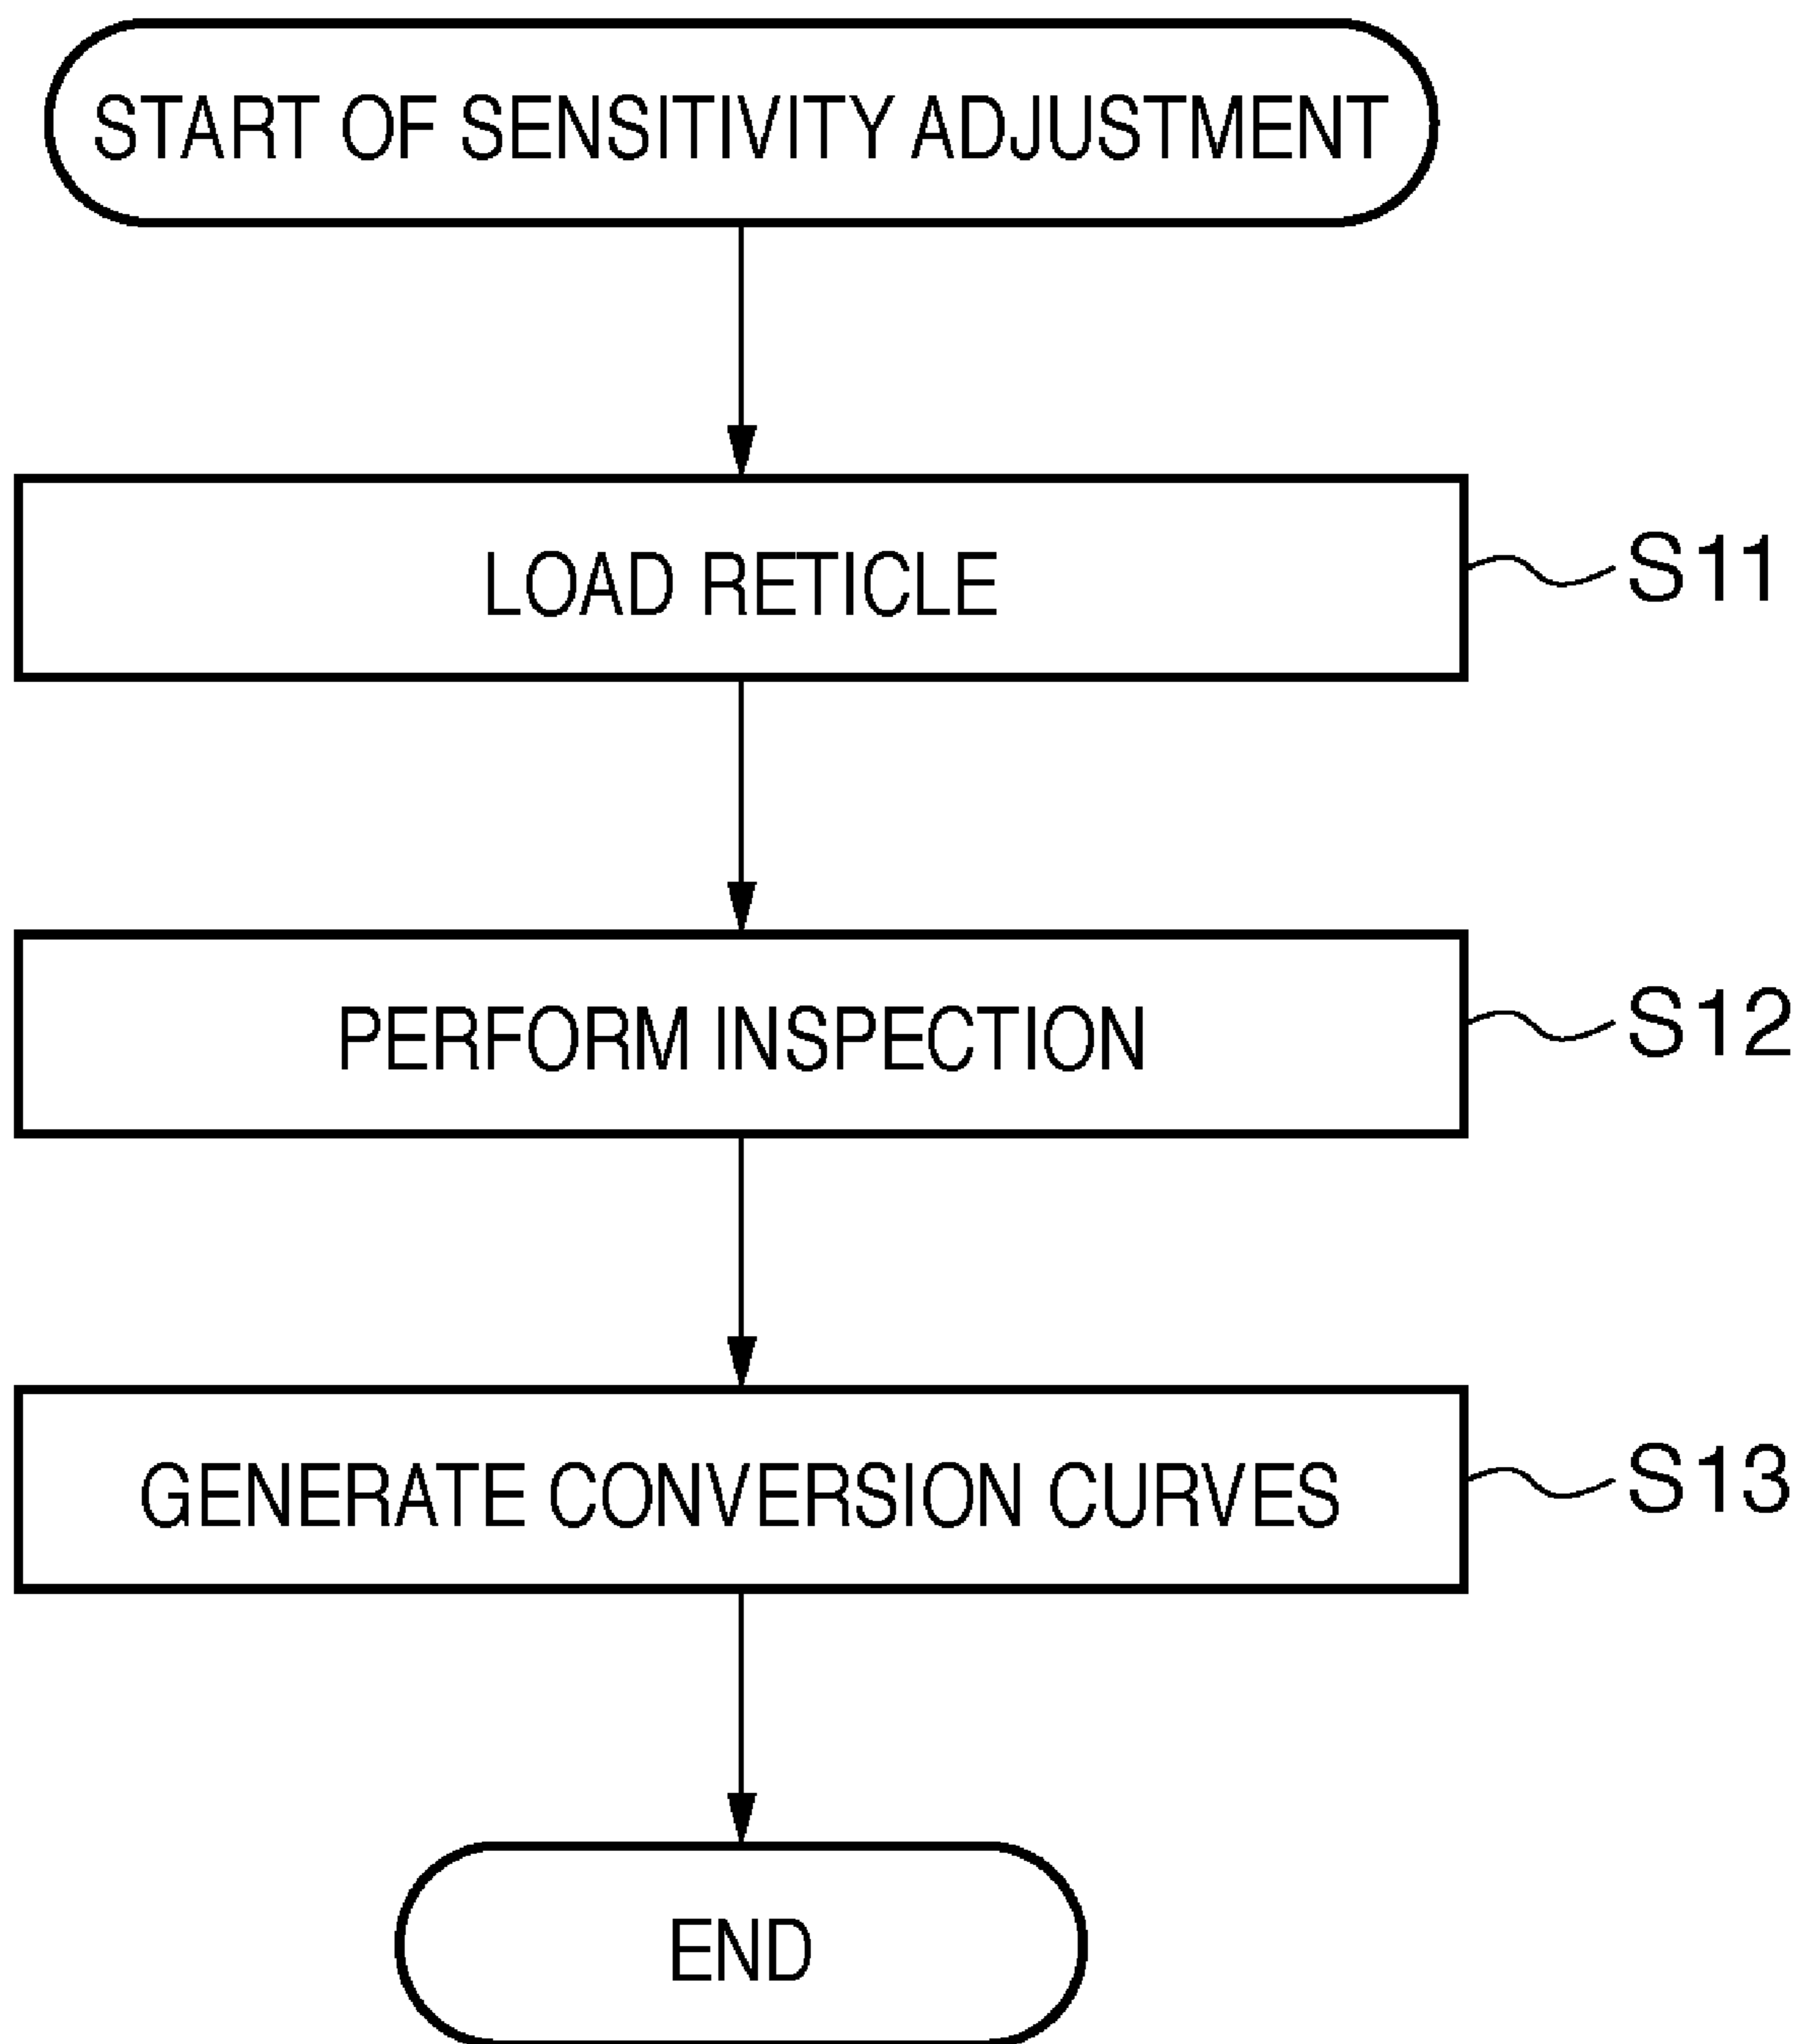 START OF SENSITIVITY ADJUSTMENT
LOAD RETICLE
S11
PERFORM INSPECTION
S12
GENERATE CONVERSION CURVES
S13
END